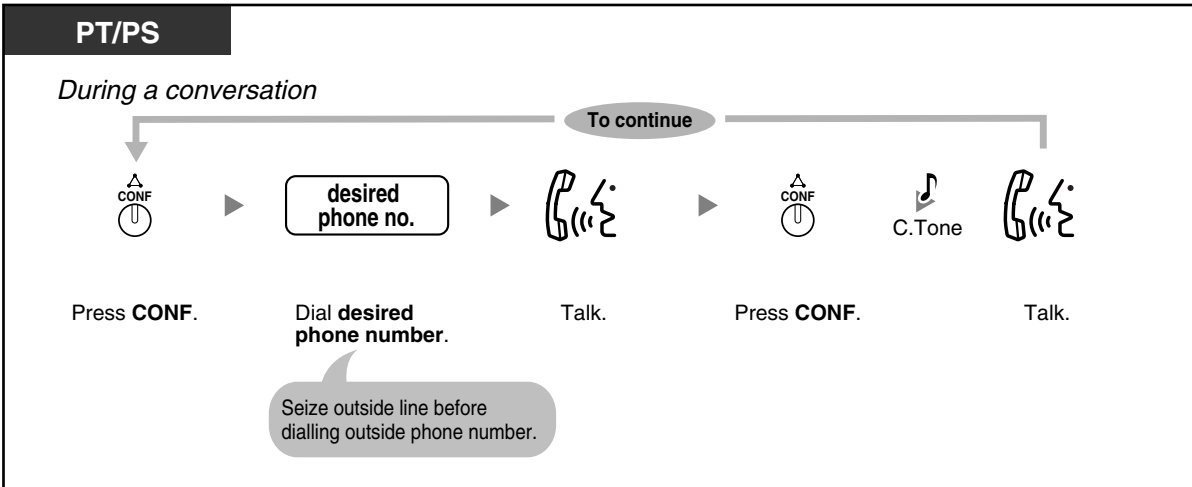 PT/PS
During a conversation
To continue
CONF
desired
phone no.
CONF
C.Tone
Press CONF.
Dial desired
phone number.
Talk.
Press CONF.
Talk.
Seize outside line before
dialling outside phone number.